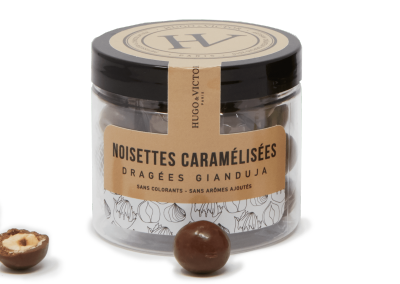 HV
HUGO & VICTOR
PARIS
NOISETTES CARAMÉLISÉES
DRAGÉES GIANDUJA
SANS COLORANTS - SANS ARÔMES AJOUTÉS